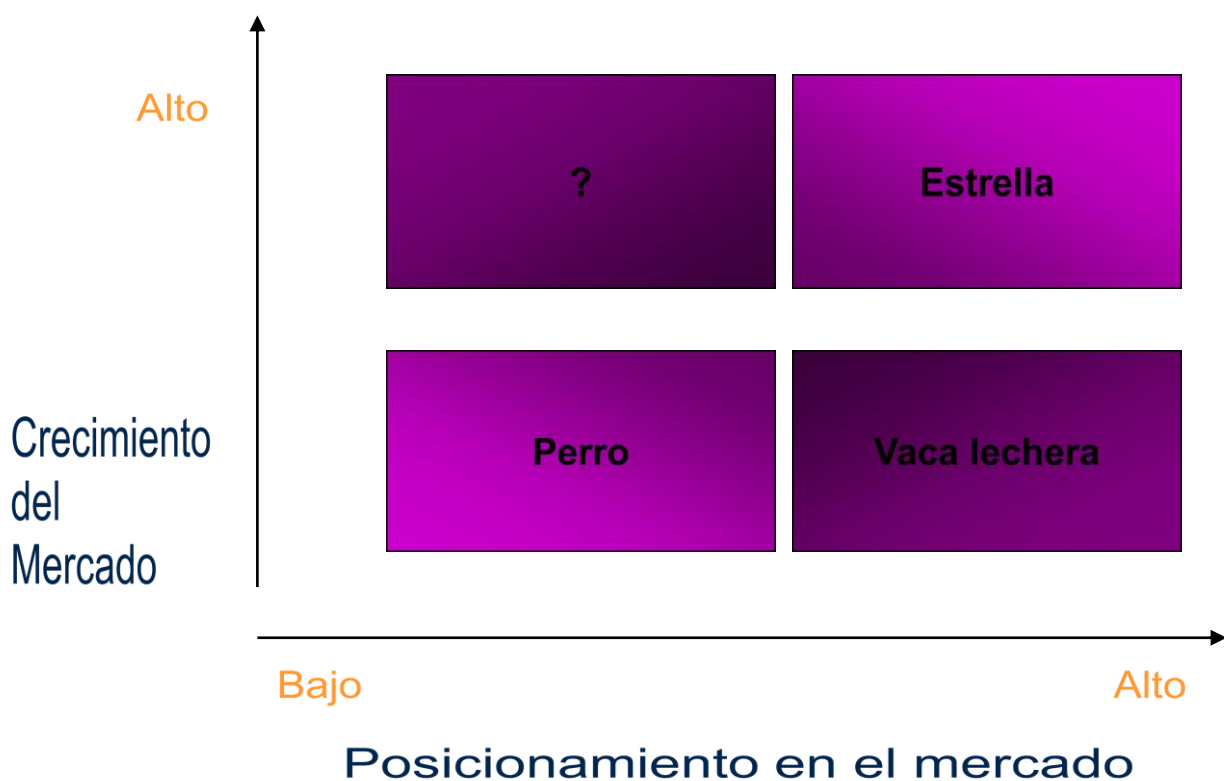 Alto
?
Estrella
Crecimiento
del
Mercado
Perro
Vaca lechera
Bajo
Alto
Posicionamiento en el mercado